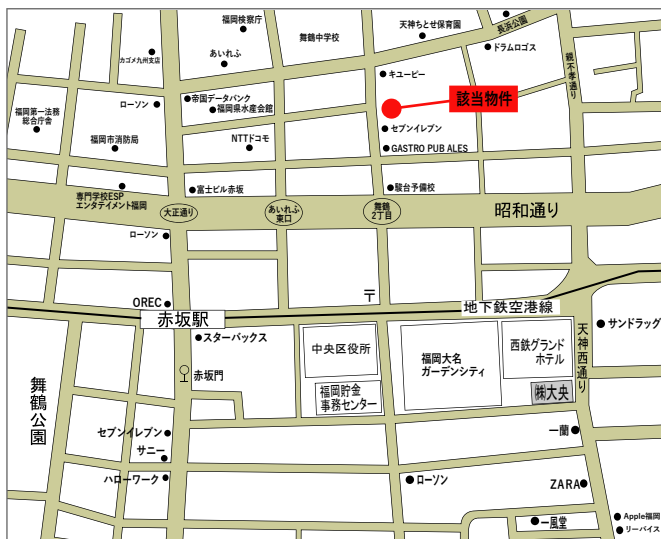 福岡検察庁
舞鶴中学校
天神ちとせ保育園
長浜公園
ドラムロゴス
親不孝通り
カゴメ九州支店
あいれふ
キユーピー
該当物件
ローソン
帝国データバンク
福岡県水産会館
福岡第一法務
総合庁舎
福岡市消防局
NTTドコモ
セブンイレブン
GASTRO PUB ALES
専門学校ESP
エンタテイメント福岡
富士ビル赤坂
駿台予備校
大正通り
あいれふ
東口
舞鶴
2丁目
昭和通り
ローソン
〒
OREC
赤坂駅
地下鉄空港線
スターバックス
中央区役所
福岡大名
ガーデンシティ
西鉄グランド
ホテル
天神西通り
サンドラッグ
赤坂門
福岡貯金
事務センター
㈱大央
舞鶴公園
セブンイレブン
サニー
ハローワーク
一蘭
ローソン
ZARA
一風堂
Apple福岡
リーバイス